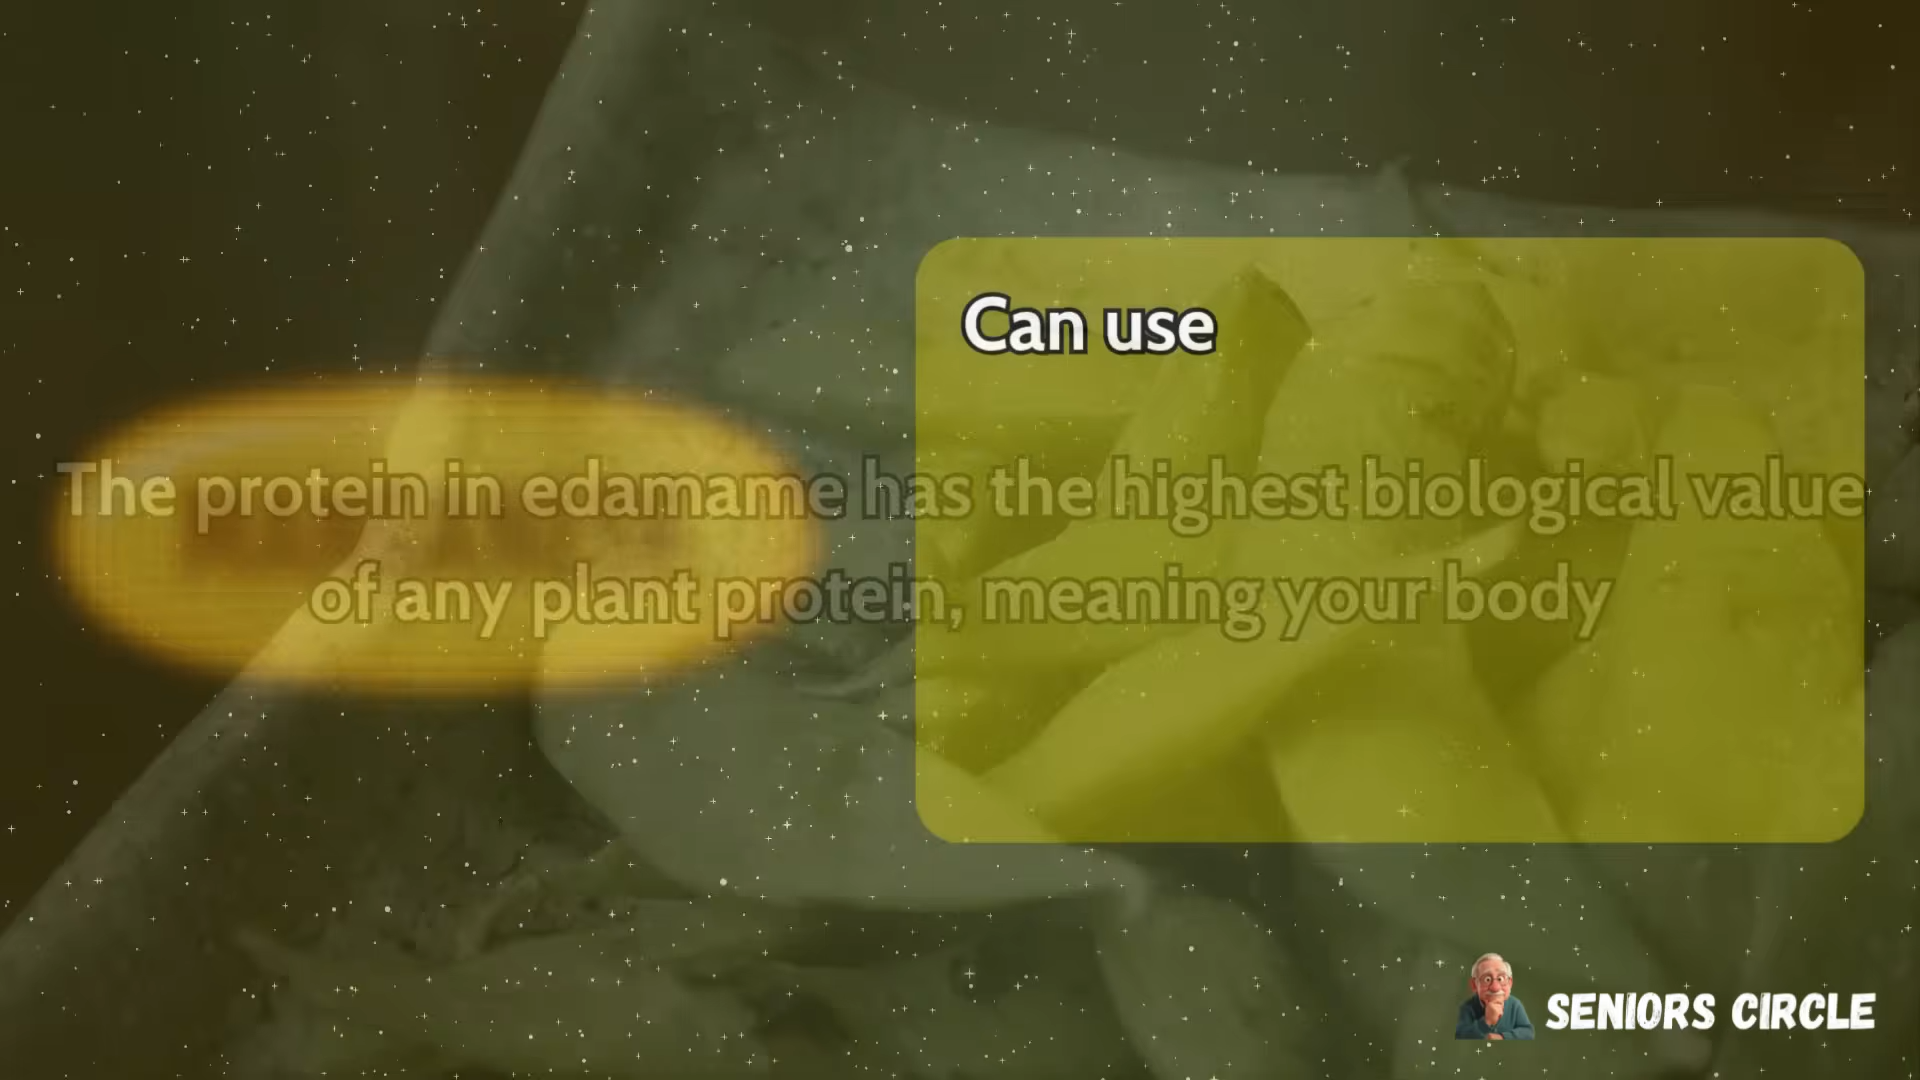 Can use
The protein in edamame has the highest biological value
of any plant protein, meaning your body
SENIORS CIRCLE